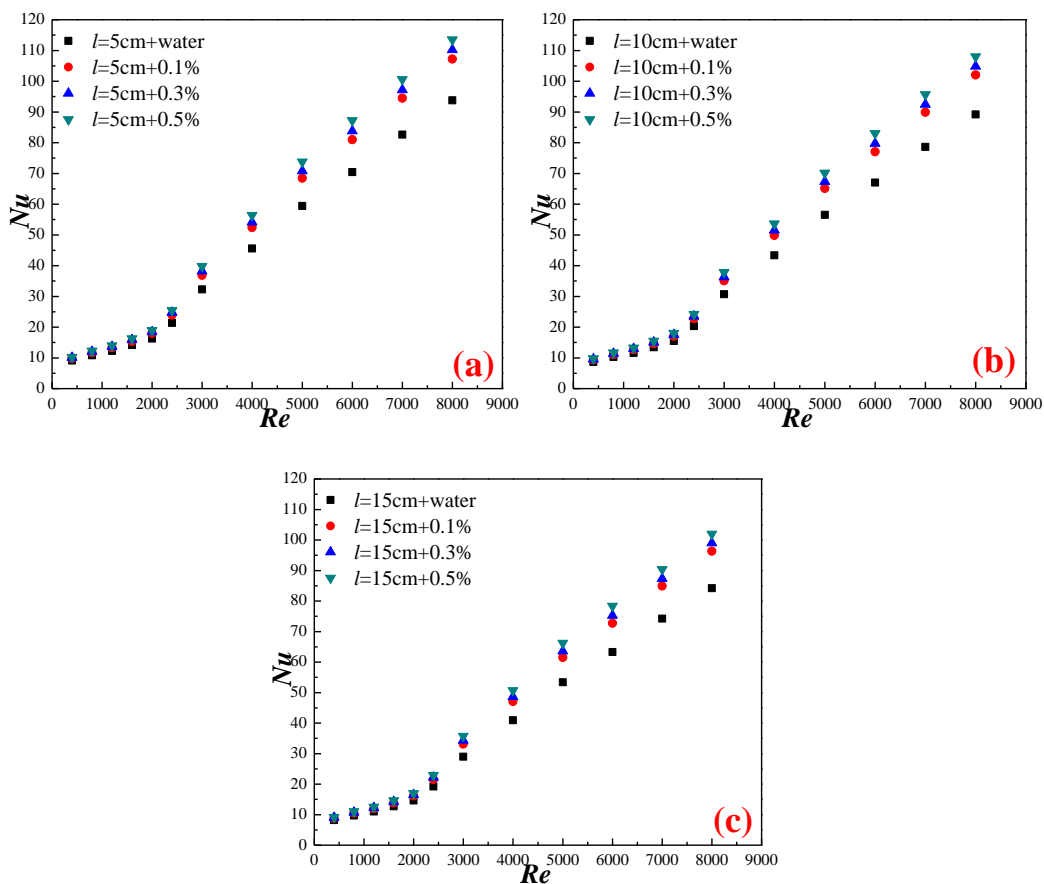 120
110
100
90
80
70
60
50
40
30
20
10
0
Nu
l=5cm+water
l=5cm+0.1%
l=5cm+0.3%
l=5cm+0.5%
(a)
0 1000 2000 3000 4000 5000 6000 7000 8000 9000
Re
120
110
100
90
80
70
60
50
40
30
20
10
0
Nu
l=10cm+water
l=10cm+0.1%
l=10cm+0.3%
l=10cm+0.5%
(b)
0 1000 2000 3000 4000 5000 6000 7000 8000 9000
Re
120
110
100
90
80
70
60
50
40
30
20
10
0
Nu
l=15cm+water
l=15cm+0.1%
l=15cm+0.3%
l=15cm+0.5%
(c)
0 1000 2000 3000 4000 5000 6000 7000 8000 9000
Re